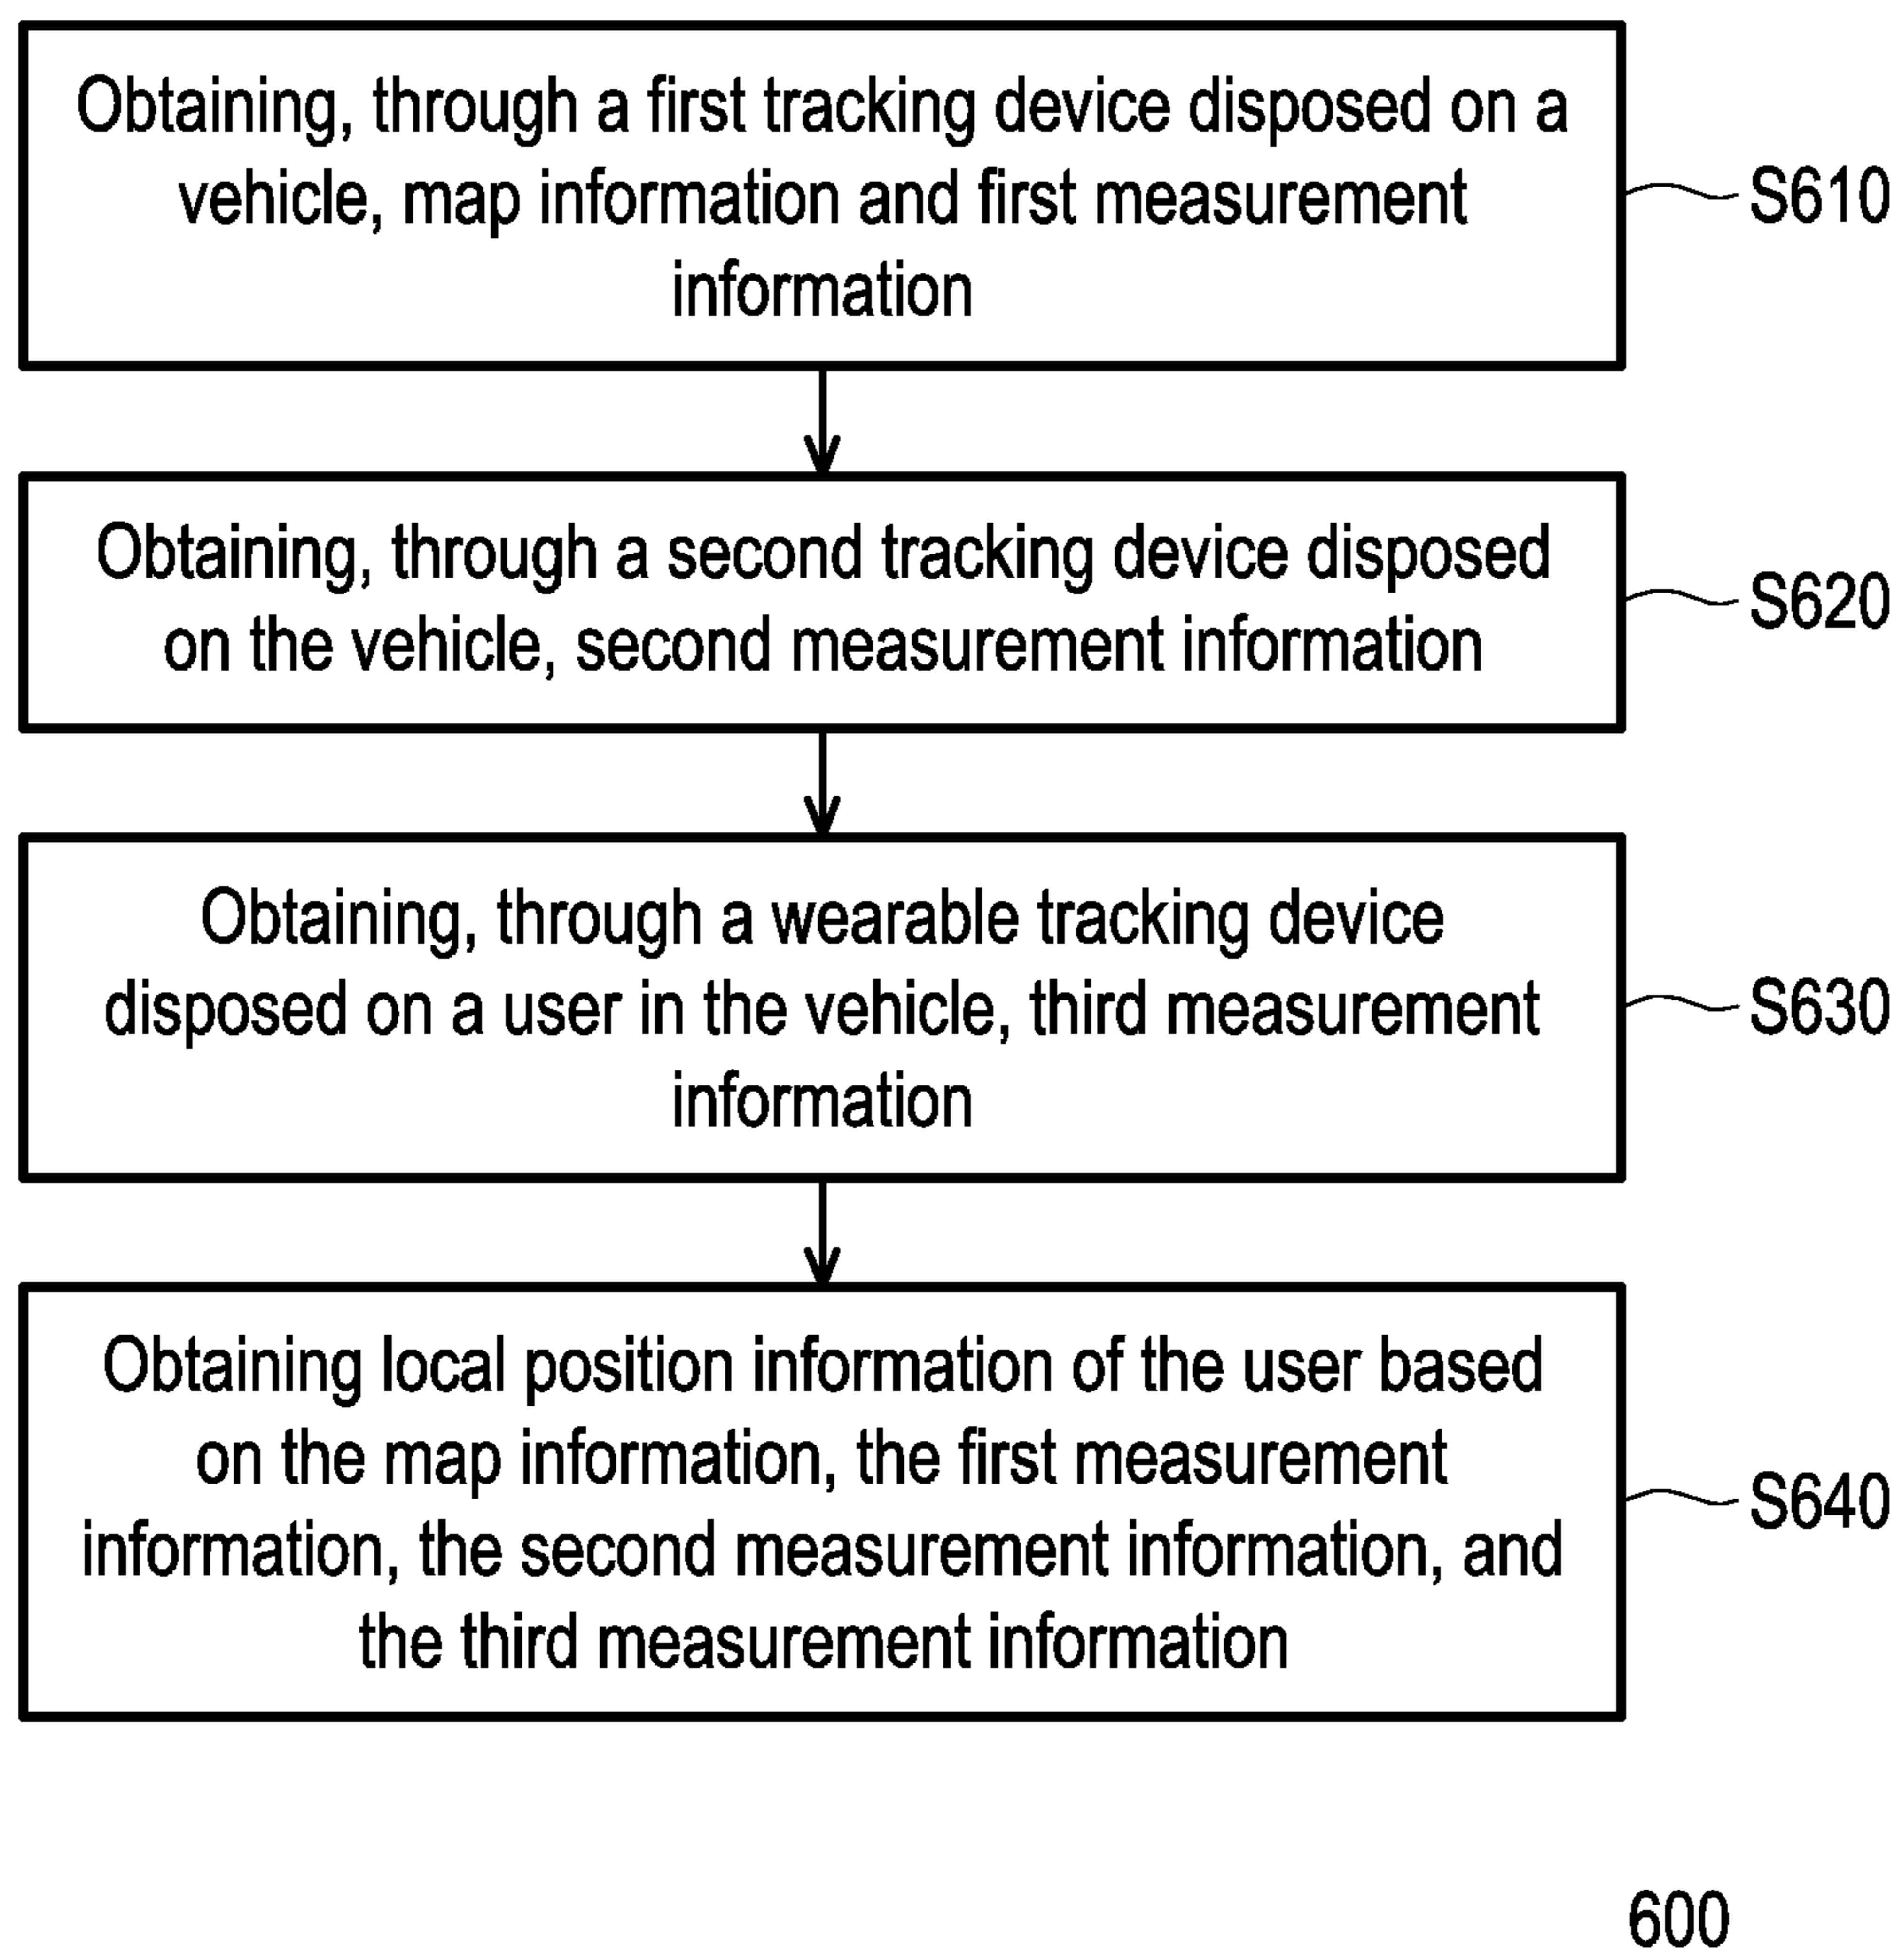 Obtaining, through a first tracking device disposed on a
vehicle, map information and first measurement
information
S610
Obtaining, through a second tracking device disposed
on the vehicle, second measurement information
S620
Obtaining, through a wearable tracking device
disposed on a user in the vehicle, third measurement
information
S630
Obtaining local position information of the user based
on the map information, the first measurement
information, the second measurement information, and
the third measurement information
S640
600